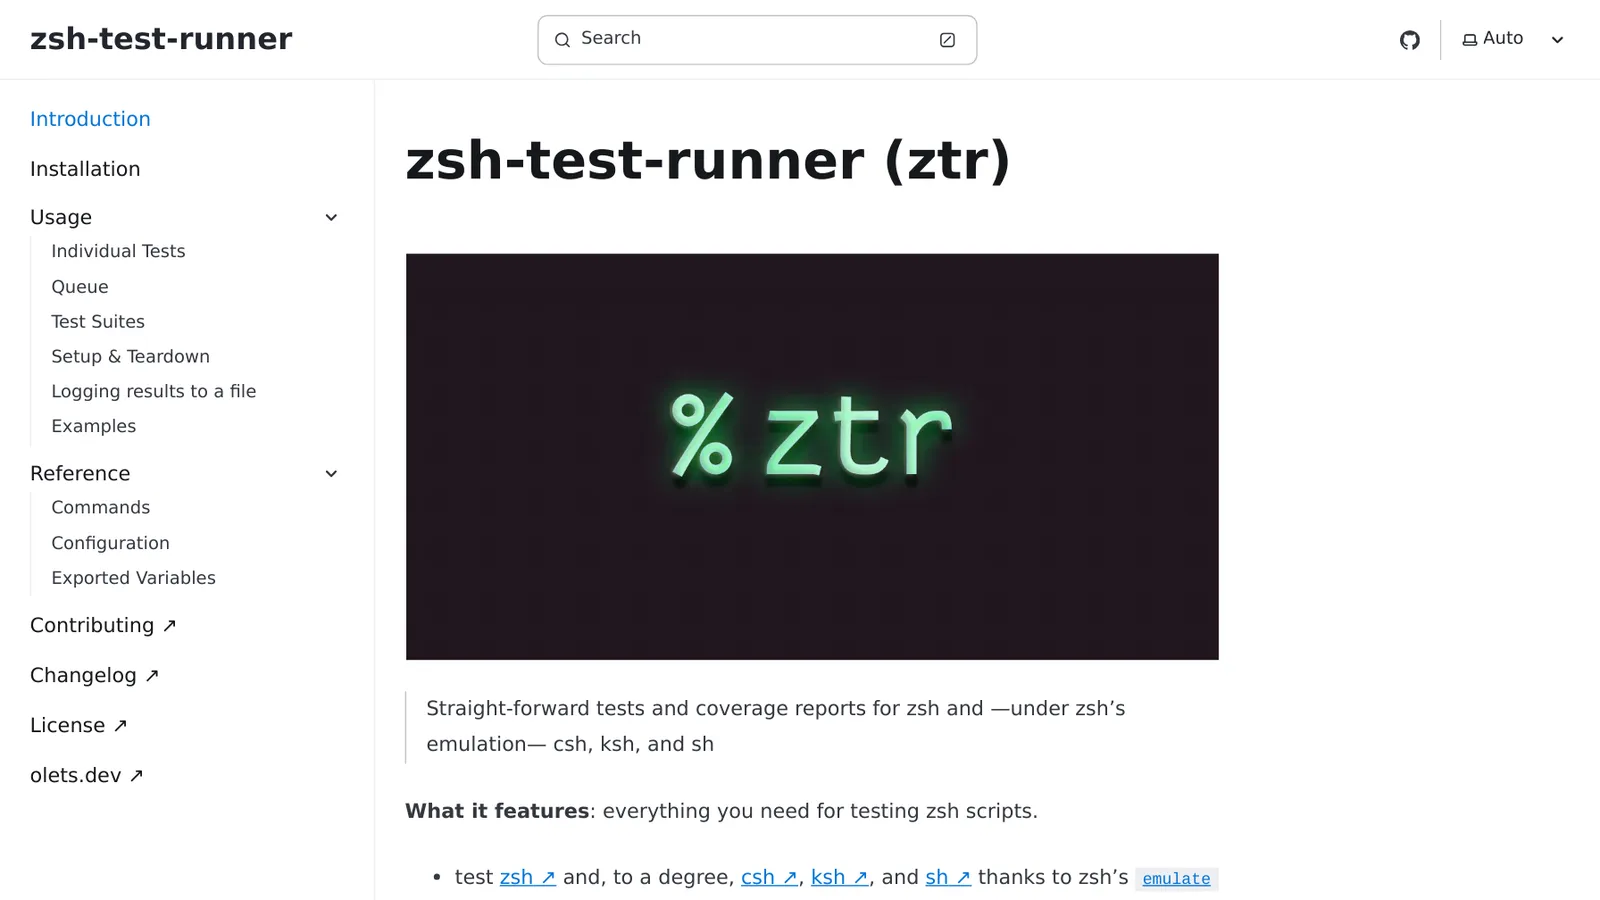 zsh-test-runner
Search
Auto
Introduction
Installation
Usage
Individual Tests
Queue
Test Suites
Setup & Teardown
Logging results to a file
Examples
Reference
Commands
Configuration
Exported Variables
Contributing ↗
Changelog ↗
License ↗
olets.dev ↗
zsh-test-runner (ztr)
% ztr
Straight-forward tests and coverage reports for zsh and —under zsh’s
emulation— csh, ksh, and sh
What it features: everything you need for testing zsh scripts.
• test zsh ↗ and, to a degree, csh ↗, ksh ↗, and sh ↗ thanks to zsh’s emulate